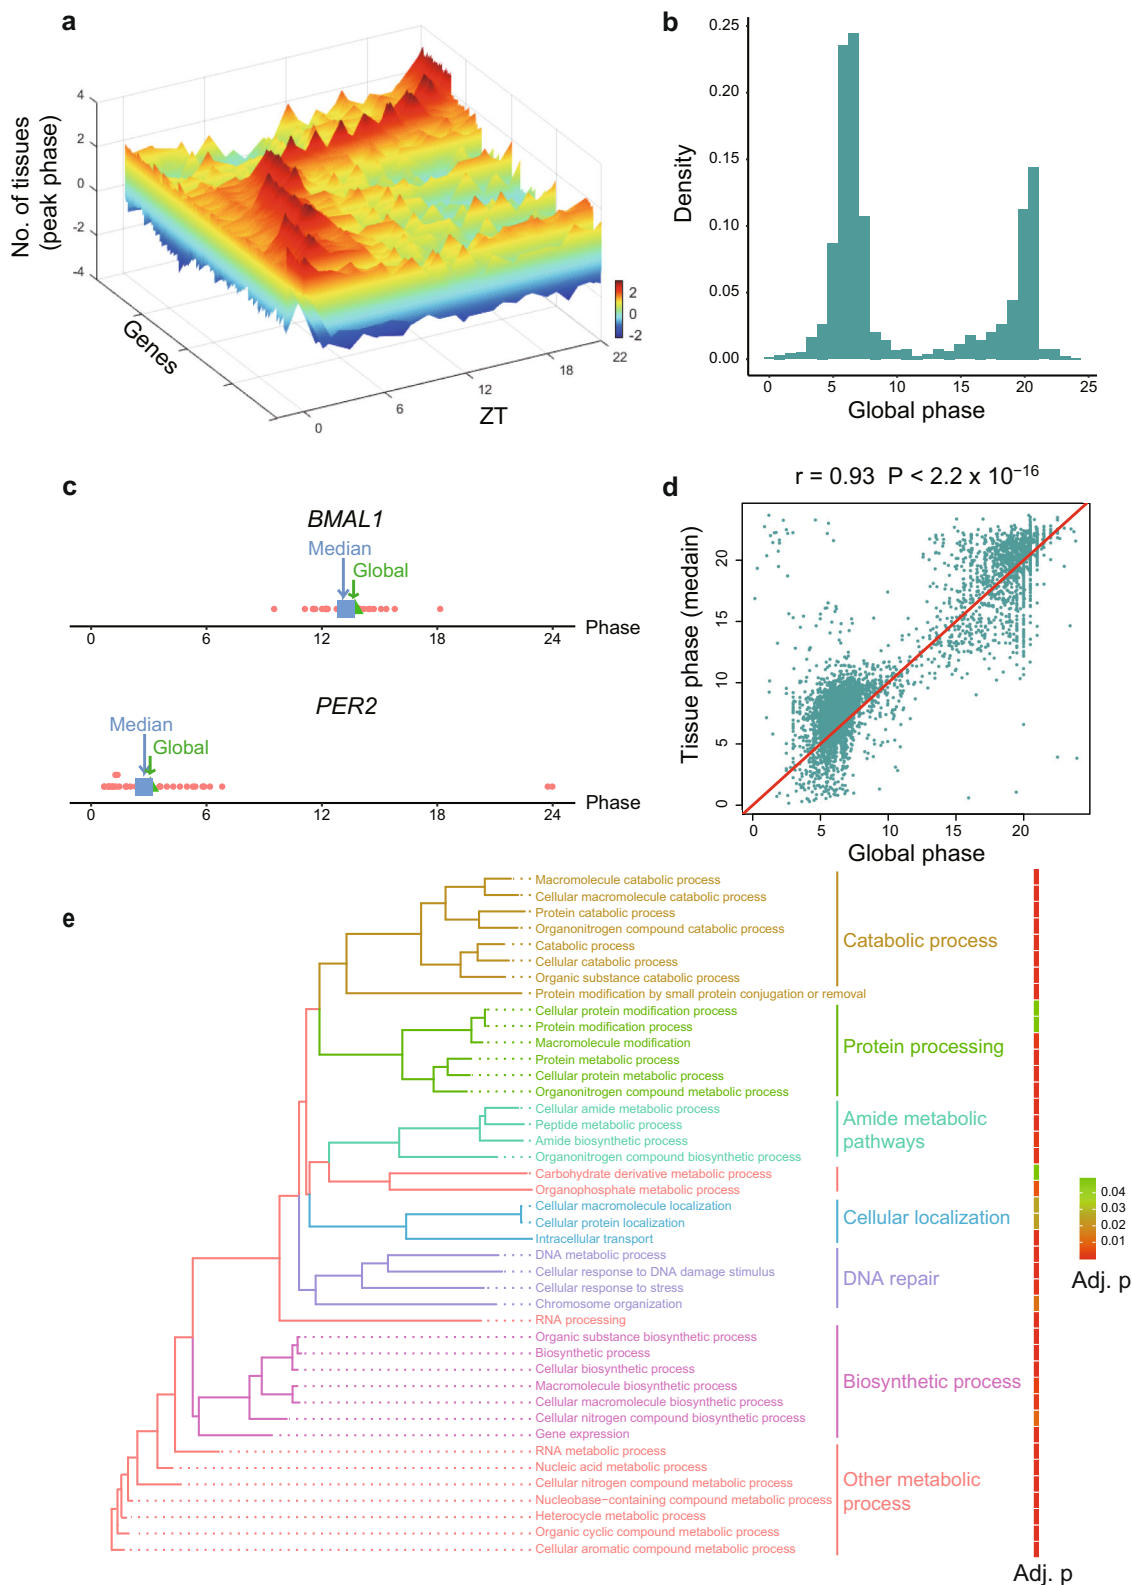 a
No. of tissues
(peak phase)
4
2
0
-2
-4
Genes
0
6
12
18
22
ZT
2
0
-2
b
Density
0.25
0.20
0.15
0.10
0.05
0.00
0
5
10
15
20
25
Global phase
c
BMAL1
Median
Global
0
6
12
18
24
Phase
PER2
Median
Global
0
6
12
18
24
Phase
d
r = 0.93 P < 2.2 x 10⁻¹⁶
Tissue phase (medain)
20
15
10
5
0
0
5
10
15
20
Global phase
e
Macromolecule catabolic process
Cellular macromolecule catabolic process
Protein catabolic process
Organonitrogen compound catabolic process
Catabolic process
Cellular catabolic process
Organic substance catabolic process
Protein modification by small protein conjugation or removal
Catabolic process
Cellular protein modification process
Protein modification process
Macromolecule modification
Protein metabolic process
Cellular protein metabolic process
Organonitrogen compound metabolic process
Protein processing
Cellular amide metabolic process
Peptide metabolic process
Amide biosynthetic process
Organonitrogen compound biosynthetic process
Amide metabolic
pathways
Carbohydrate derivative metabolic process
Organophosphate metabolic process
Cellular macromolecule localization
Cellular protein localization
Intracellular transport
Cellular localization
DNA metabolic process
Cellular response to DNA damage stimulus
Cellular response to stress
Chromosome organization
DNA repair
RNA processing
Organic substance biosynthetic process
Biosynthetic process
Cellular biosynthetic process
Macromolecule biosynthetic process
Cellular macromolecule biosynthetic process
Cellular nitrogen compound biosynthetic process
Gene expression
Biosynthetic process
RNA metabolic process
Nucleic acid metabolic process
Cellular nitrogen compound metabolic process
Nucleobase−containing compound metabolic process
Heterocycle metabolic process
Organic cyclic compound metabolic process
Cellular aromatic compound metabolic process
Other metabolic
process
0.04
0.03
0.02
0.01
Adj. p
Adj. p